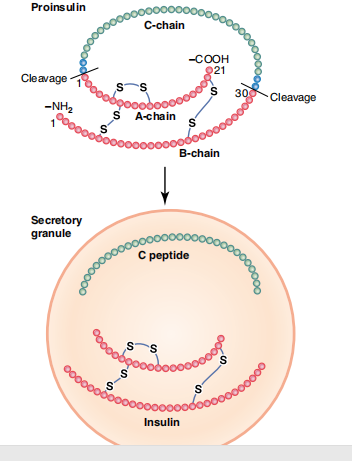 Proinsulin
C-chain
–COOH
21
Cleavage
1
S S
S
30
Cleavage
–NH₂
1
A-chain
S
S
S
B-chain
Secretory
granule
C peptide
S S
S
S
S
S
Insulin